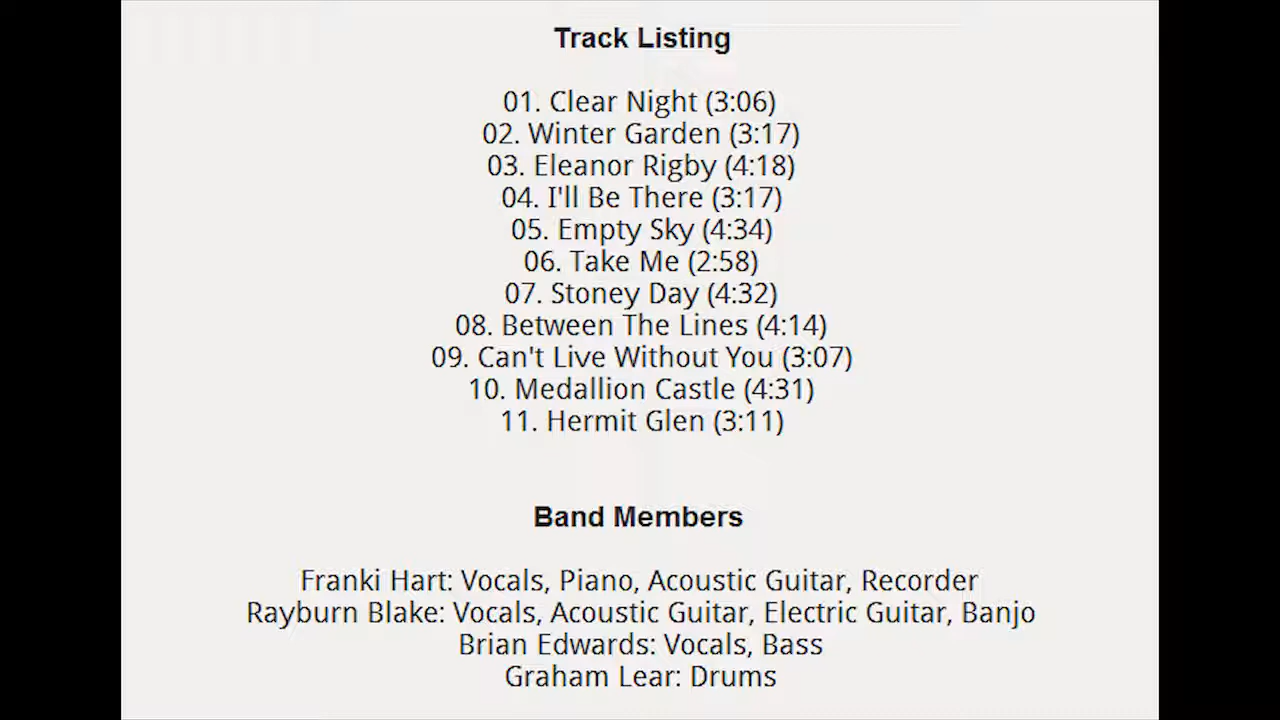 Track Listing
01. Clear Night (3:06)
02. Winter Garden (3:17)
03. Eleanor Rigby (4:18)
04. I'll Be There (3:17)
05. Empty Sky (4:34)
06. Take Me (2:58)
07. Stoney Day (4:32)
08. Between The Lines (4:14)
09. Can't Live Without You (3:07)
10. Medallion Castle (4:31)
11. Hermit Glen (3:11)
Band Members
Franki Hart: Vocals, Piano, Acoustic Guitar, Recorder
Rayburn Blake: Vocals, Acoustic Guitar, Electric Guitar, Banjo
Brian Edwards: Vocals, Bass
Graham Lear: Drums